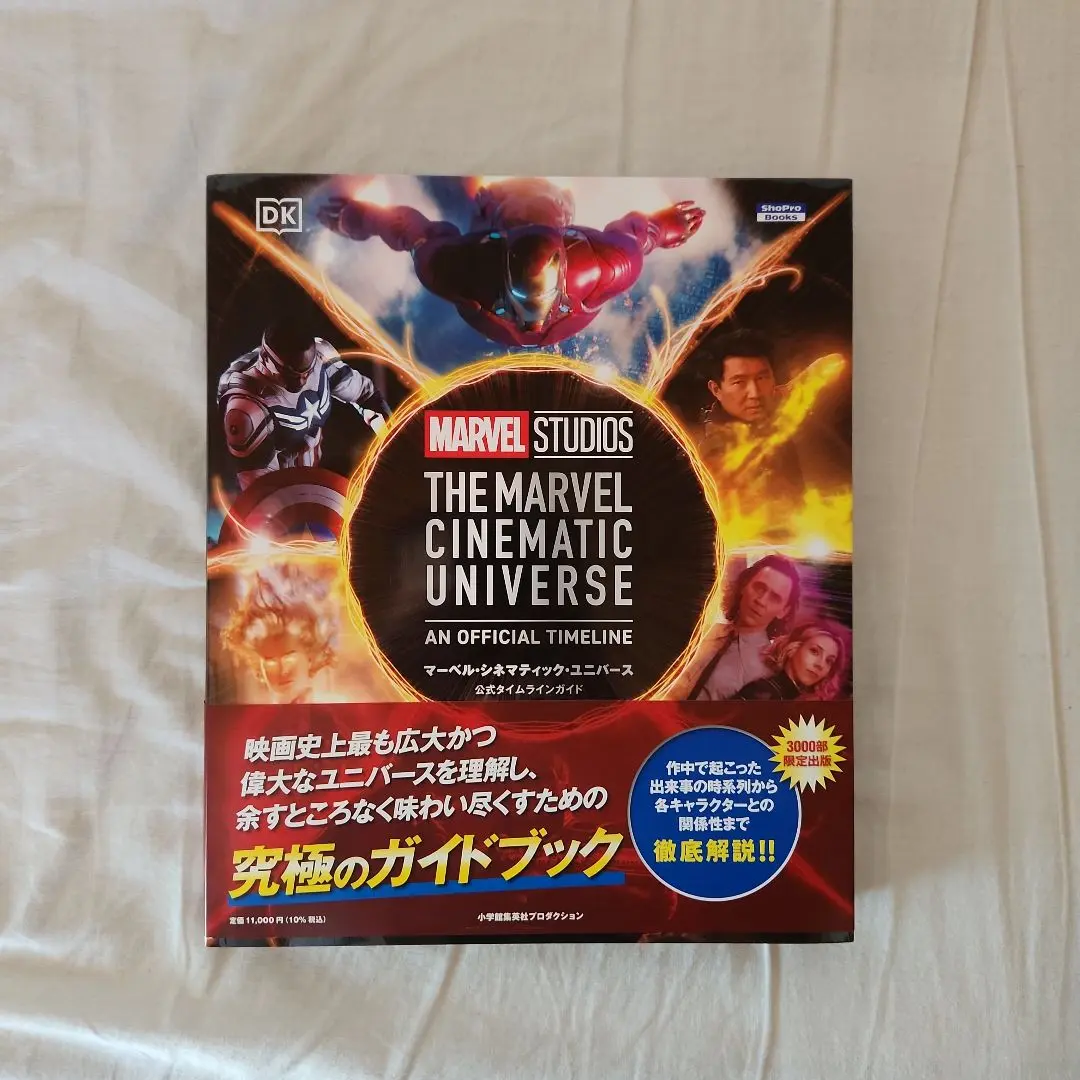 DK
ShoPro
Books
MARVEL STUDIOS
THE MARVEL
CINEMATIC
UNIVERSE
AN OFFICIAL TIMELINE
マーベル・シネマティック・ユニバース
公式タイムラインガイド
映画史上最も広大かつ
偉大なユニバースを理解し、
余すところなく味わい尽くすための
究極のガイドブック
3000部
限定出版
作中で起こった
出来事の時系列から
各キャラクターとの
関係性まで
徹底解説!!
定価11,000円(10%税込)
小学館集英社プロダクション